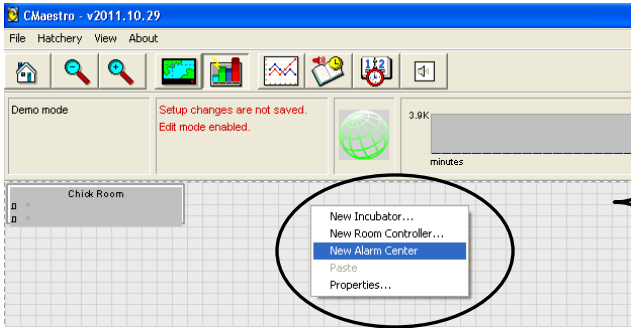 CMaestro - v2011.10.29
File Hatchery View About
Demo mode
Setup changes are not saved.
Edit mode enabled.
3.9K
minutes
Chick Room
New Incubator...
New Room Controller...
New Alarm Center
Paste
Properties...